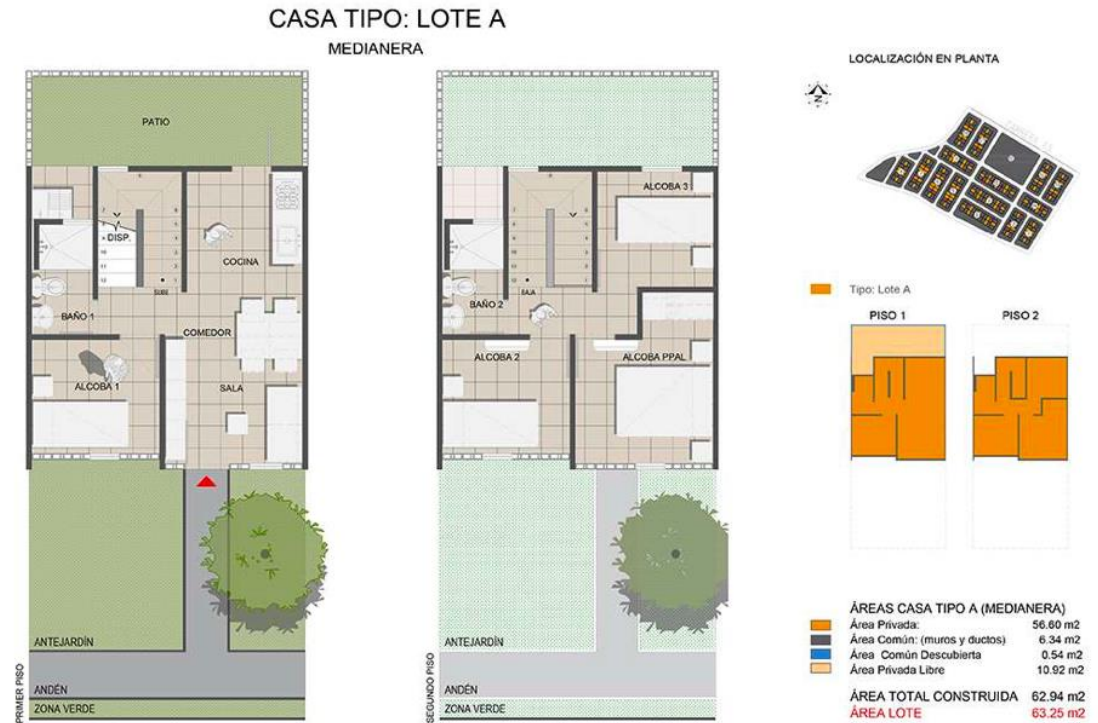 CASA TIPO: LOTE A
MEDIANERA
PATIO
DISP.
COCINA
SUBE
BAÑO 1
COMEDOR
ALCOBA 1
SALA
ANTEJARDÍN
ANDÉN
ZONA VERDE
PRIMER PISO
ALCOBA 3
BAÑO 2
BAJA
ALCOBA 2
ALCOBA PPAL
ANTEJARDÍN
ANDÉN
ZONA VERDE
SEGUNDO PISO
LOCALIZACIÓN EN PLANTA
Tipo: Lote A
PISO 1
PISO 2
ÁREAS CASA TIPO A (MEDIANERA)
Área Privada: 56.60 m2
Área Común: (muros y ductos) 6.34 m2
Área Común Descubierta 0.54 m2
Área Privada Libre 10.92 m2
ÁREA TOTAL CONSTRUIDA 62.94 m2
ÁREA LOTE 63.25 m2